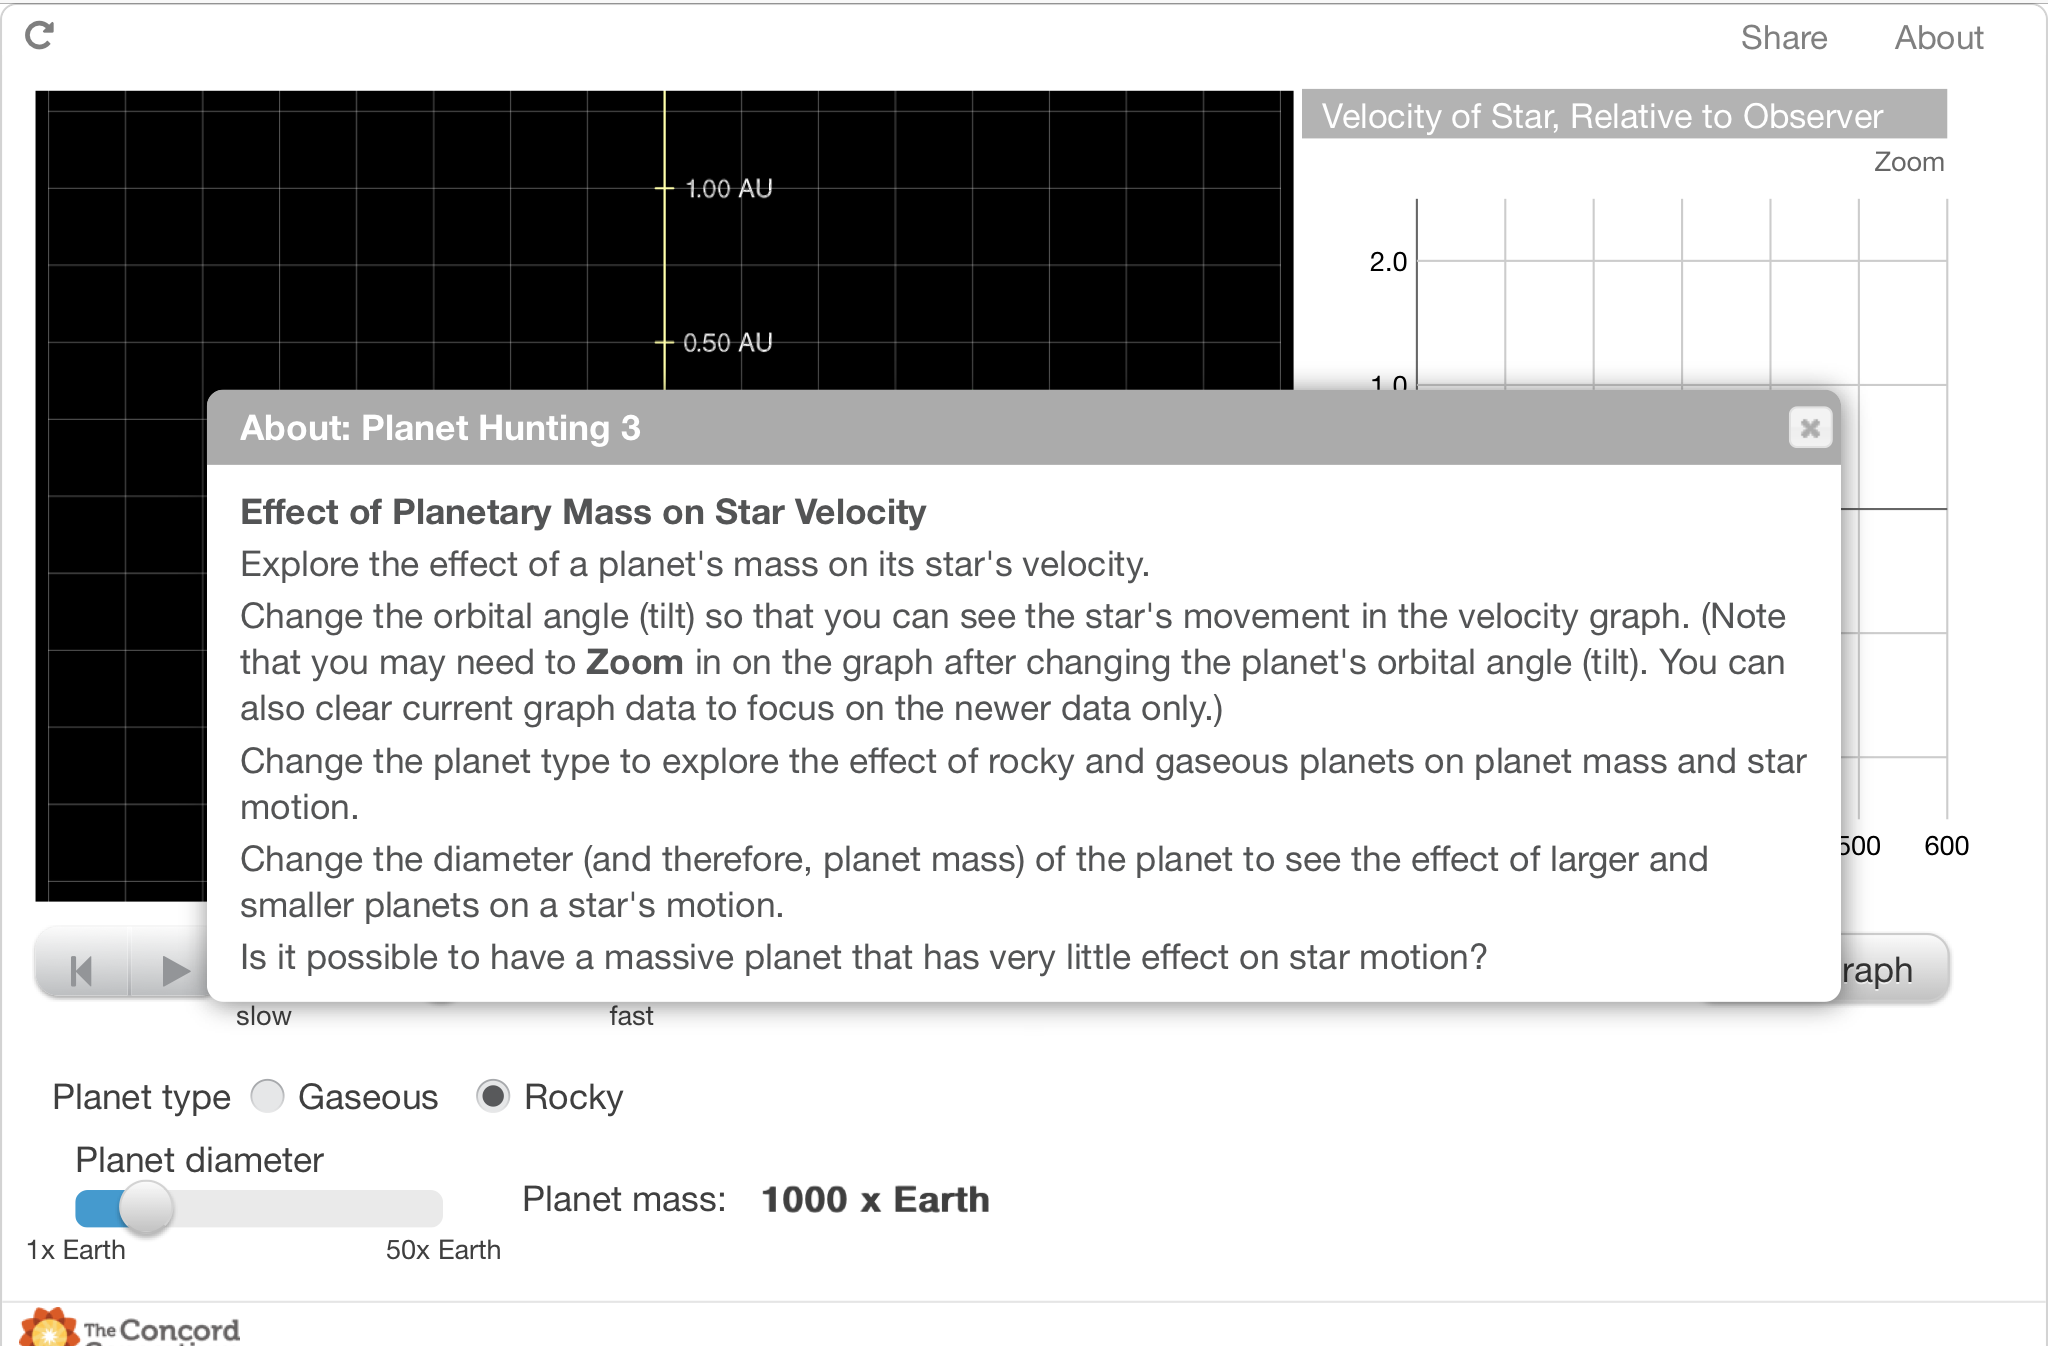 Share About
Velocity of Star, Relative to Observer
Zoom
1.00 AU
2.0
0.50 AU
1.0
About: Planet Hunting 3
Effect of Planetary Mass on Star Velocity
Explore the effect of a planet's mass on its star's velocity.
Change the orbital angle (tilt) so that you can see the star's movement in the velocity graph. (Note
that you may need to Zoom in on the graph after changing the planet's orbital angle (tilt). You can
also clear current graph data to focus on the newer data only.)
Change the planet type to explore the effect of rocky and gaseous planets on planet mass and star
motion.
Change the diameter (and therefore, planet mass) of the planet to see the effect of larger and
smaller planets on a star's motion.
Is it possible to have a massive planet that has very little effect on star motion?
500 600
raph
slow fast
Planet type Gaseous Rocky
Planet diameter
Planet mass: 1000 x Earth
1x Earth 50x Earth
The Concord